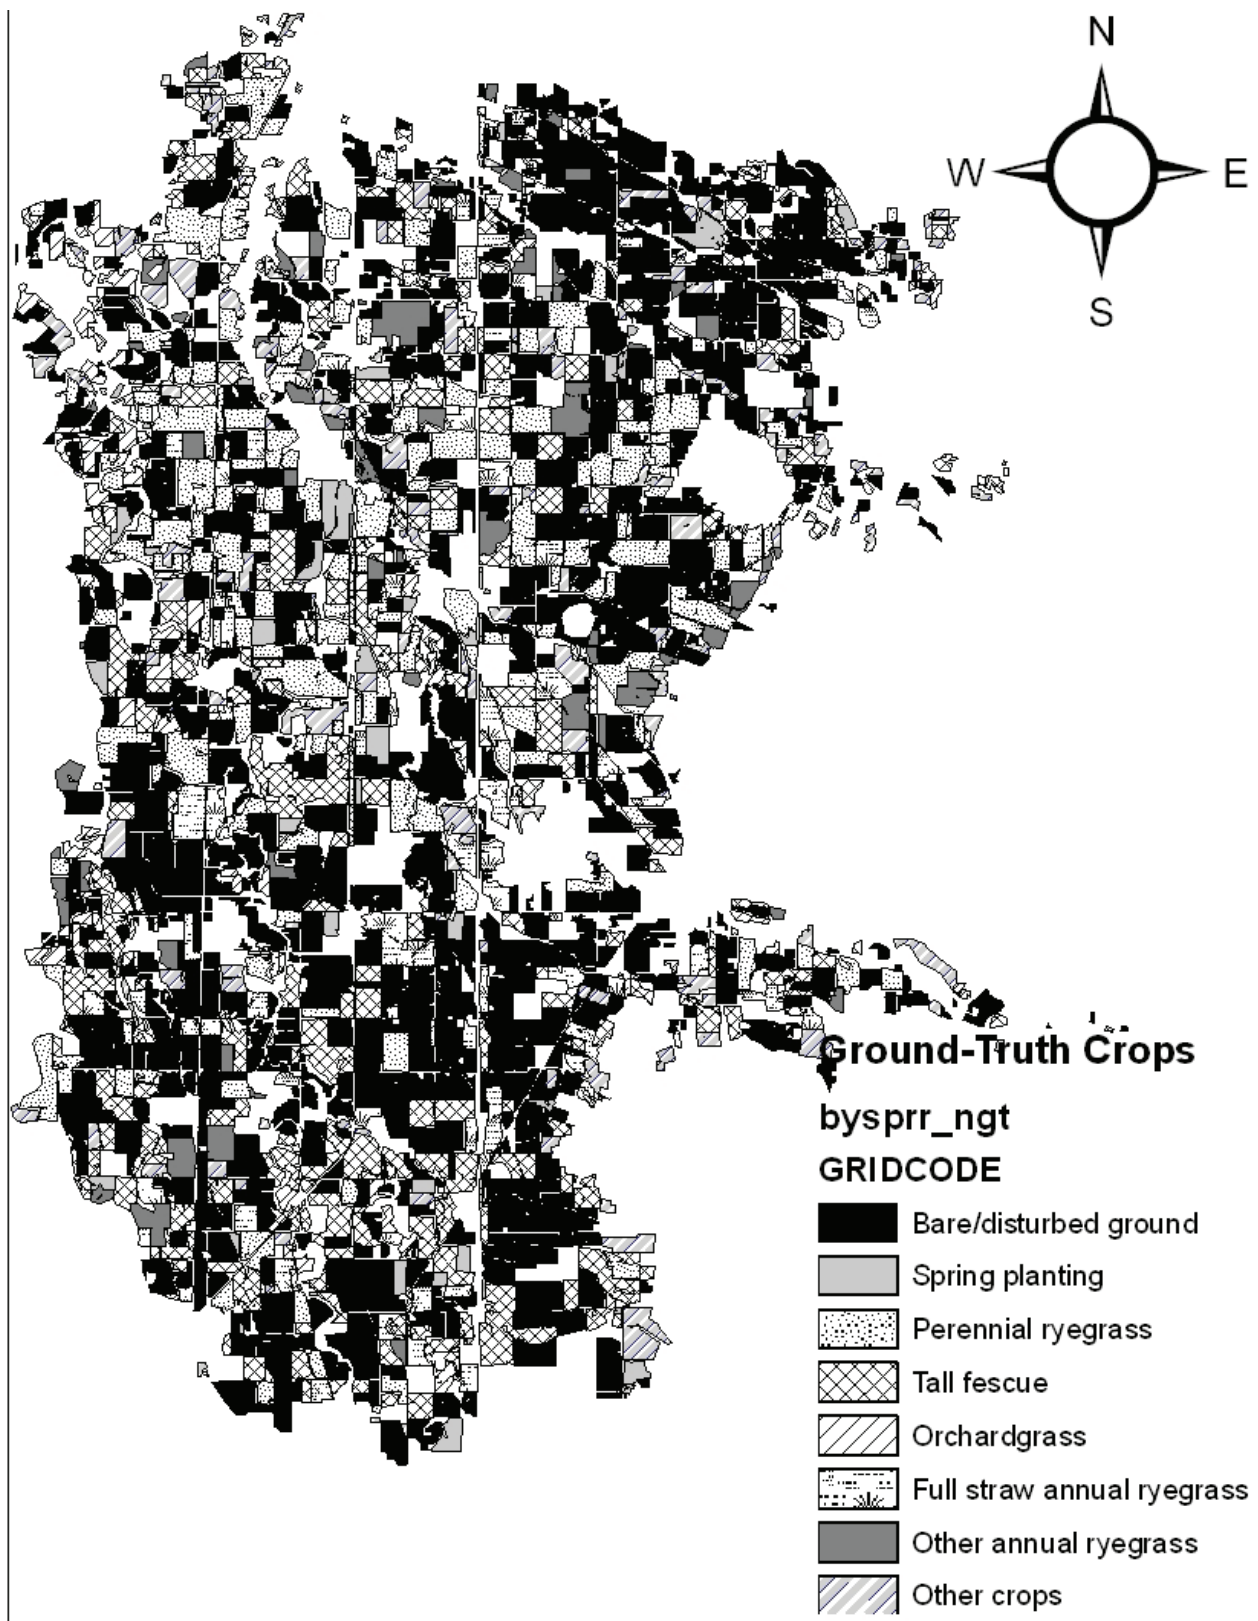 N
W
E
S
Ground-Truth Crops
bysprr_ngt
GRIDCODE
Bare/disturbed ground
Spring planting
Perennial ryegrass
Tall fescue
Orchardgrass
Full straw annual ryegrass
Other annual ryegrass
Other crops